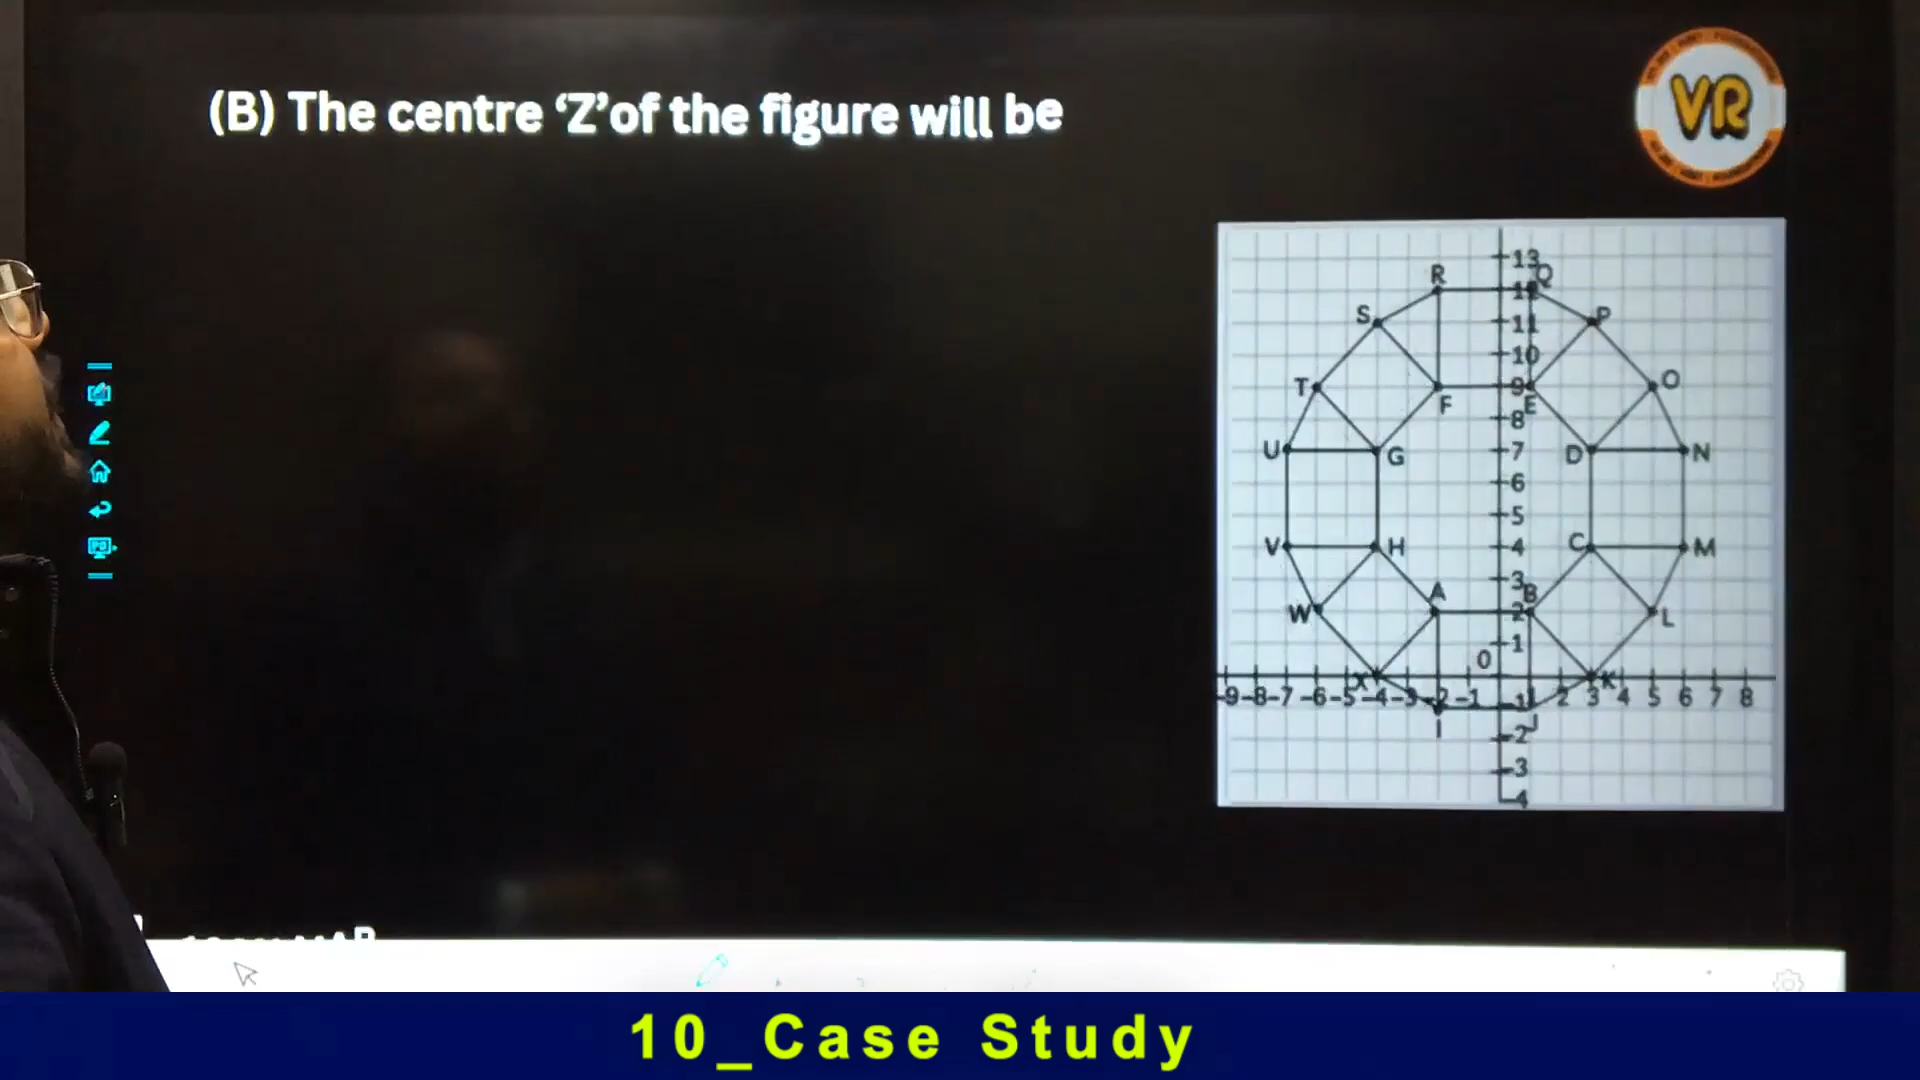 (B) The centre ‘Z’of the figure will be
VR
13
R
Q
12
S
11
P
10
T
9
O
F
8
E
U
G
7
D
N
6
5
V
H
4
C
M
3
A
B
W
2
L
1
0
X
K
-9 -8 -7 -6 -5 -4 -3 -2 -1 1 2 3 4 5 6 7 8
I
J
-2
-3
-4
10_Case Study